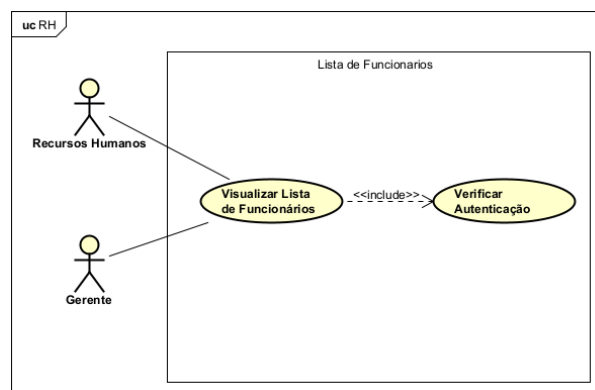 uc RH
Lista de Funcionarios
Recursos Humanos
Visualizar Lista
de Funcionários
<<include>>
Verificar
Autenticação
Gerente